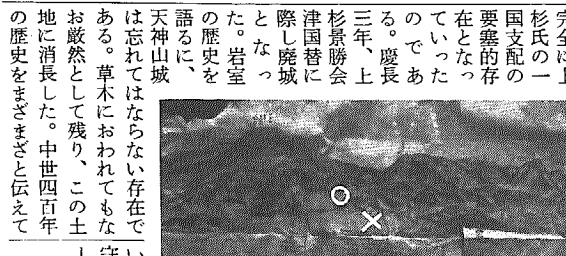 完全に上
杉氏の一
国支配の
要塞的存
在となっ
ていった
のであ
る。慶長
三年、上
杉景勝会
津国替に
際し廃城
となっ
た。岩室
の歴史を
語るに、
天神山城
は忘れてはならない存在で
ある。草木におわれてもな
お厳然として残り、この土
地に消長した。中世四百年
の歴史をまざまざと伝えて
い